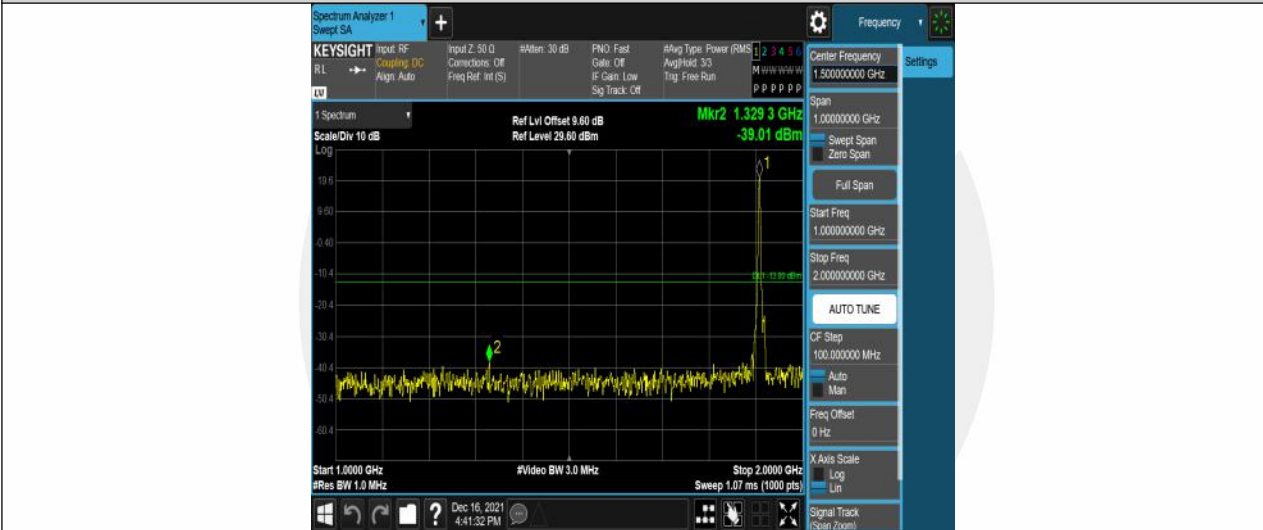 Spectrum Analyzer 1
Swept SA
+
Frequency
KEYSIGHT
RL
LV
Input: RF
Coupling: DC
Align: Auto
Input Z: 50 Ω
Corrections: Off
Freq Ref: Int (S)
#Atten: 30 dB
PNO: Fast
Gate: Off
IF Gain: Low
Sig Track: Off
#Avg Type: Power (RMS
Avg|Hold: 3/3
Trig: Free Run
1 2 3 4 5 6
M W W W W W
P P P P P P
1 Spectrum
Scale/Div 10 dB
Log
Ref Lvl Offset 9.60 dB
Ref Level 29.60 dBm
Mkr2 1.329 3 GHz
-39.01 dBm
1
19.6
9.60
-0.40
-10.4
DL1 -13.00 dBm
-20.4
-30.4
2
-40.4
-50.4
-60.4
Start 1.0000 GHz
#Res BW 1.0 MHz
#Video BW 3.0 MHz
Stop 2.0000 GHz
Sweep 1.07 ms (1000 pts)
Dec 16, 2021
4:41:32 PM
?
Center Frequency
1.500000000 GHz
Settings
Span
1.00000000 GHz
Swept Span
Zero Span
Full Span
Start Freq
1.000000000 GHz
Stop Freq
2.000000000 GHz
AUTO TUNE
CF Step
100.000000 MHz
Auto
Man
Freq Offset
0 Hz
X Axis Scale
Log
Lin
Signal Track
(Span Zoom)